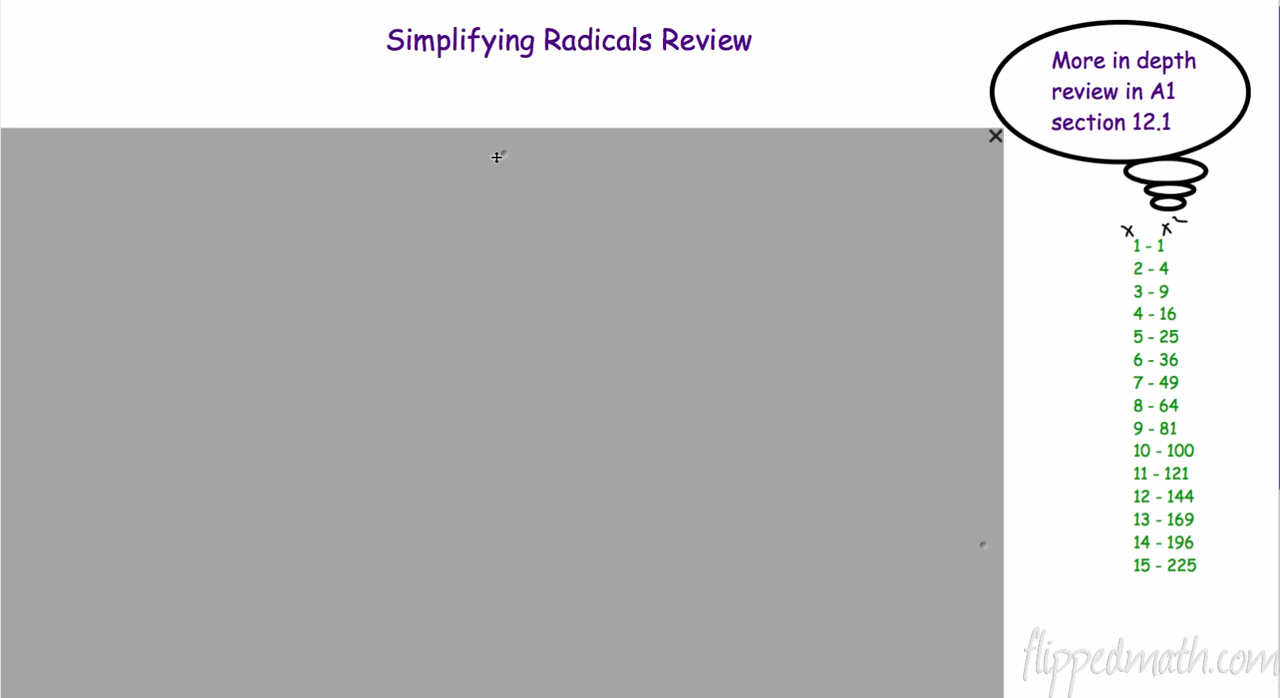 Simplifying Radicals Review
More in depth
review in A1
section 12.1
x x²
1 - 1
2 - 4
3 - 9
4 - 16
5 - 25
6 - 36
7 - 49
8 - 64
9 - 81
10 - 100
11 - 121
12 - 144
13 - 169
14 - 196
15 - 225
flippedmath.com